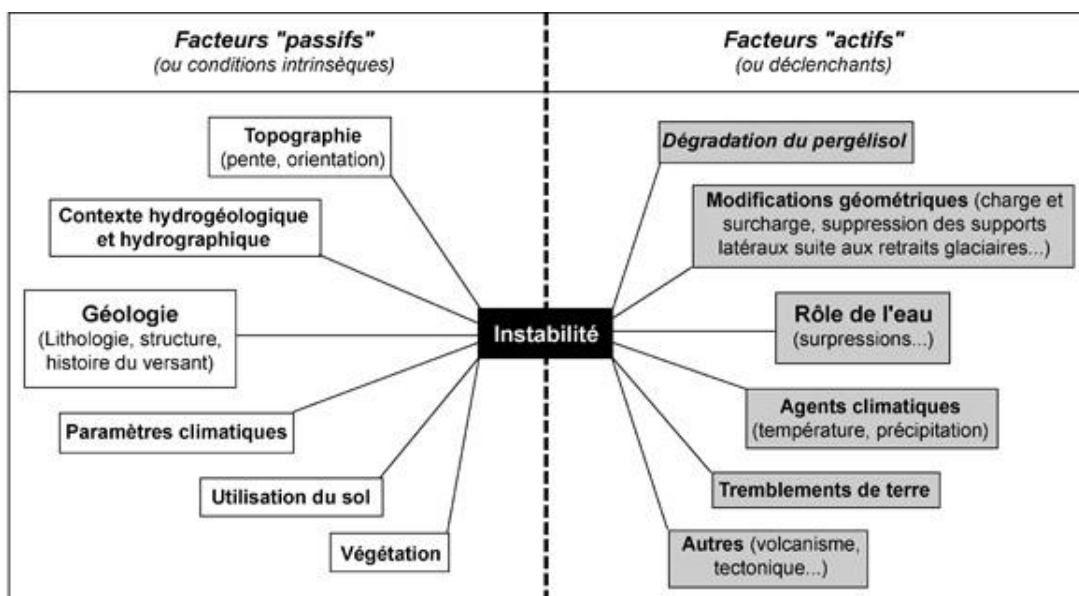 Facteurs "passifs"
(ou conditions intrinsèques)
Facteurs "actifs"
(ou déclenchants)
Topographie
(pente, orientation)
Contexte hydrogéologique
et hydrographique
Géologie
(Lithologie, structure,
histoire du versant)
Paramètres climatiques
Utilisation du sol
Végétation
Instabilité
Dégradation du pergélisol
Modifications géométriques (charge et
surcharge, suppression des supports
latéraux suite aux retraits glaciaires...)
Rôle de l'eau
(surpressions...)
Agents climatiques
(température, précipitation)
Tremblements de terre
Autres (volcanisme,
tectonique...)